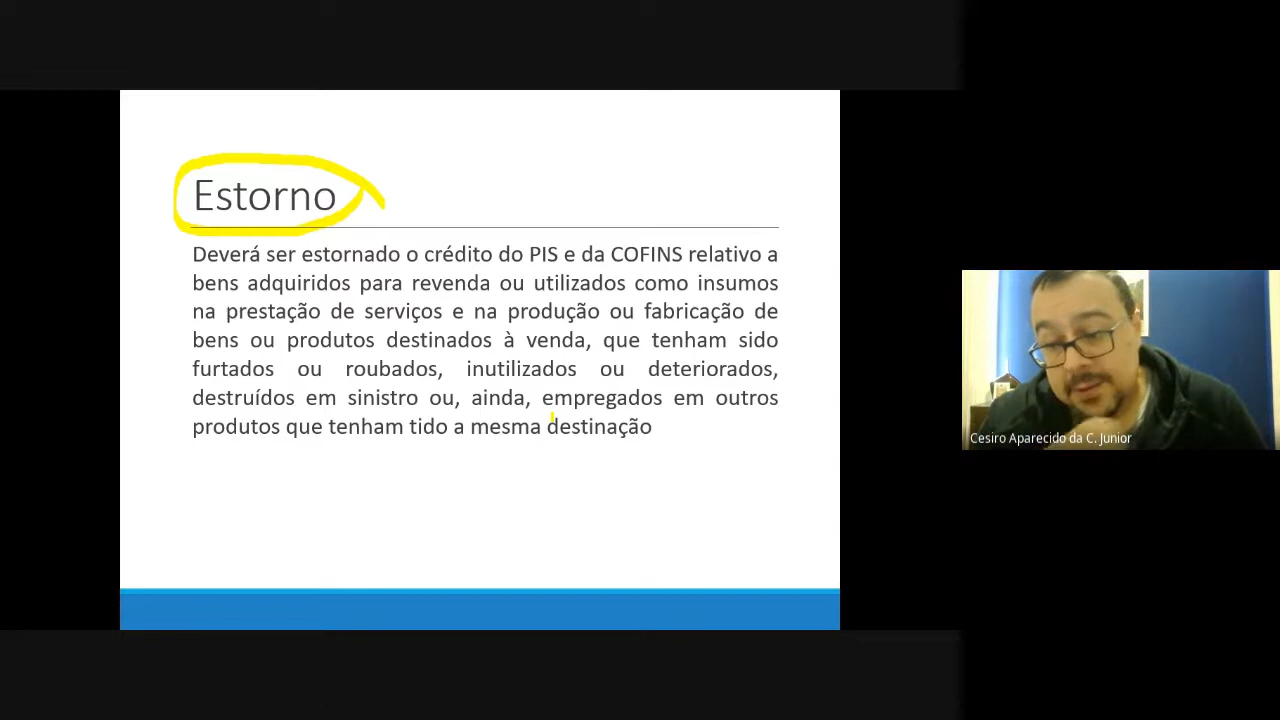 Estorno
Deverá ser estornado o crédito do PIS e da COFINS relativo a
bens adquiridos para revenda ou utilizados como insumos
na prestação de serviços e na produção ou fabricação de
bens ou produtos destinados à venda, que tenham sido
furtados ou roubados, inutilizados ou deteriorados,
destruídos em sinistro ou, ainda, empregados em outros
produtos que tenham tido a mesma destinação
Cesiro Aparecido da C. Junior